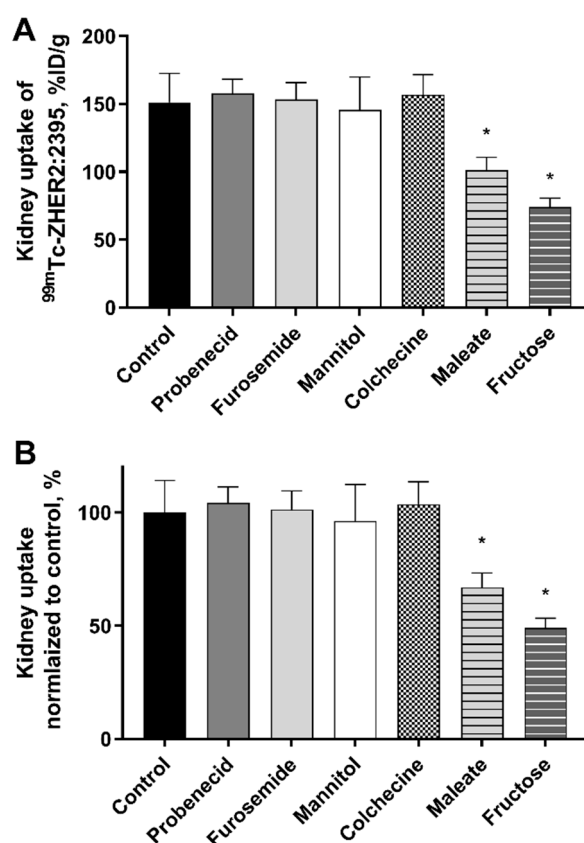 A
Kidney uptake of
99mTc-ZHER2:2395, %ID/g
200
150
100
50
0
*
*
Control
Probenecid
Furosemide
Mannitol
Colchecine
Maleate
Fructose
B
Kidney uptake
normlaized to control, %
100
50
0
*
*
Control
Probenecid
Furosemide
Mannitol
Colchecine
Maleate
Fructose